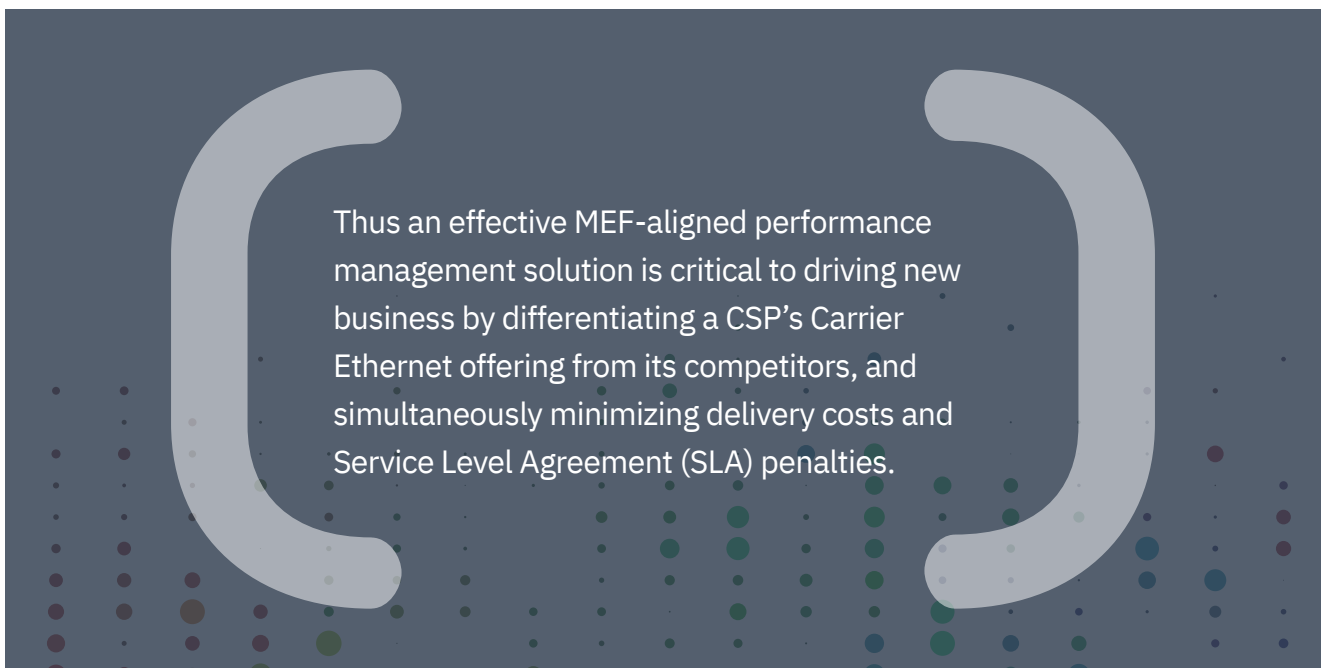 Thus an effective MEF-aligned performance
management solution is critical to driving new
business by differentiating a CSP’s Carrier
Ethernet offering from its competitors, and
simultaneously minimizing delivery costs and
Service Level Agreement (SLA) penalties.